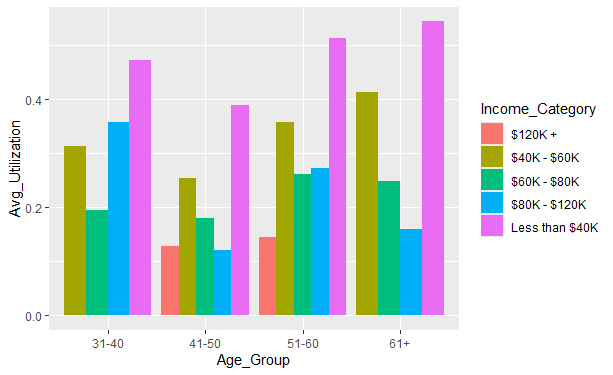 Avg_Utilization
0.4
0.2
0.0
31-40 41-50 51-60 61+
Age_Group
Income_Category
$120K +
$40K - $60K
$60K - $80K
$80K - $120K
Less than $40K